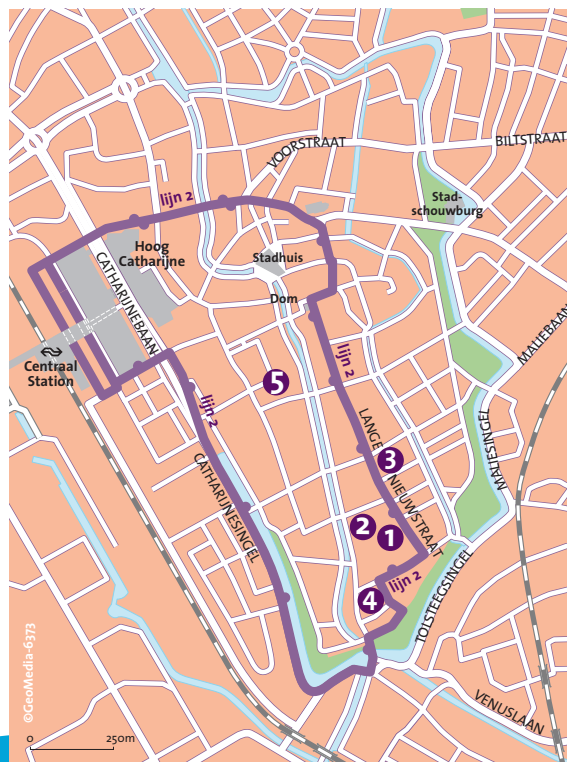 VOORSTRAAT
BILTSTRAAT
lijn 2
Stad-
schouwburg
Hoog
Catharijne
Stadhuis
CATHARIJNEBAAN
Dom
MALIEBAAN
Centraal
Station
lijn 2
5
lijn 2
LANGE NIEUWSTRAAT
MALIESINGEL
3
CATHARIJNESINGEL
2
1
lijn 2
4
TOLSTEEGSINGEL
©GeoMedia-6373
VENUSLAAN
0 250m